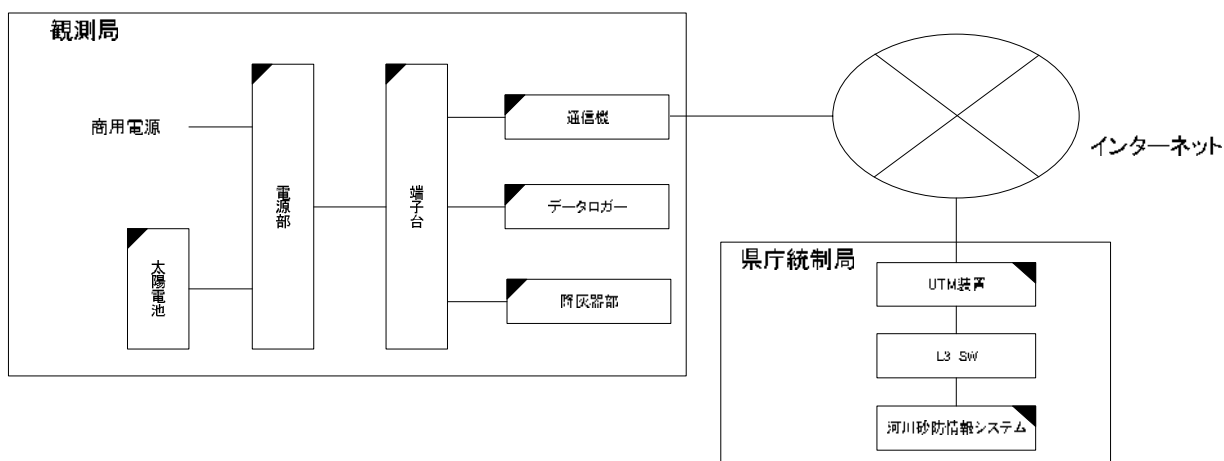 観測局
商用電源
太陽電池
電源部
端子台
通信機
データロガー
降灰器部
インターネット
県庁統制局
UTM装置
L3 SW
河川砂防情報システム